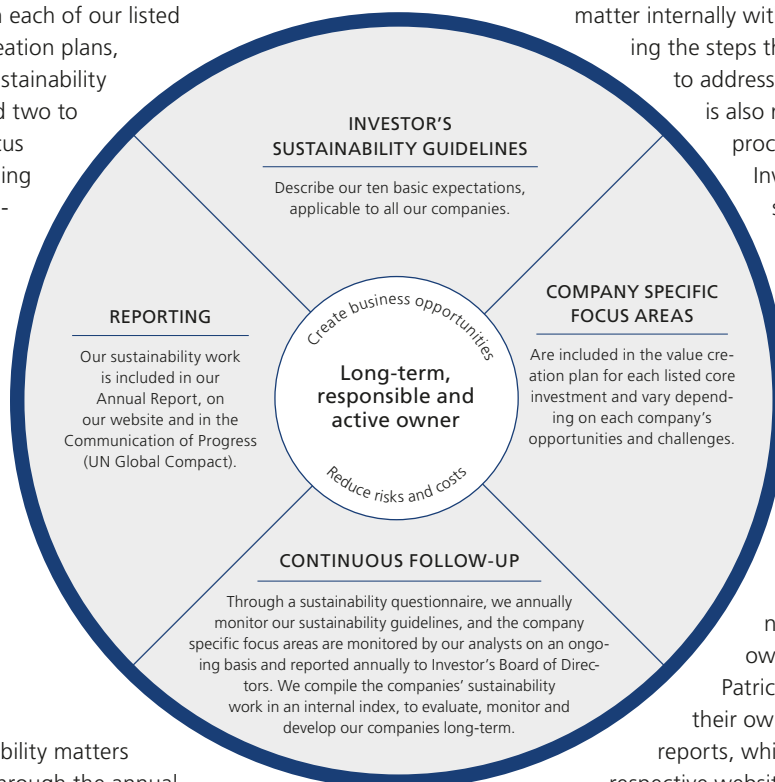 n each of our listed
eation plans,
stainability
d two to
cus
ing
-
matter internally wit
ing the steps th
to address
is also r
proc
Inv
s
INVESTOR'S
SUSTAINABILITY GUIDELINES
Describe our ten basic expectations,
applicable to all our companies.
REPORTING
Our sustainability work
is included in our
Annual Report, on
our website and in the
Communication of Progress
(UN Global Compact).
Create business opportunities
Long-term,
responsible and
active owner
Reduce risks and costs
COMPANY SPECIFIC
FOCUS AREAS
Are included in the value cre-
ation plan for each listed core
investment and vary depend-
ing on each company's
opportunities and challenges.
CONTINUOUS FOLLOW-UP
Through a sustainability questionnaire, we annually
monitor our sustainability guidelines, and the company
specific focus areas are monitored by our analysts on an ongo-
ing basis and reported annually to Investor's Board of Direc-
tors. We compile the companies' sustainability
work in an internal index, to evaluate, monitor and
develop our companies long-term.
bility matters
hrough the annual
n
ow
Patric
their ow
reports, whi
respective websit